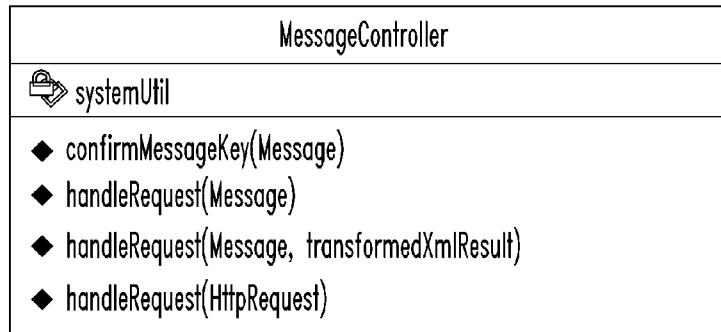 MessageController
systemUtil
confirmMessageKey(Message)
handleRequest(Message)
handleRequest(Message, transformedXmlResult)
handleRequest(HttpRequest)